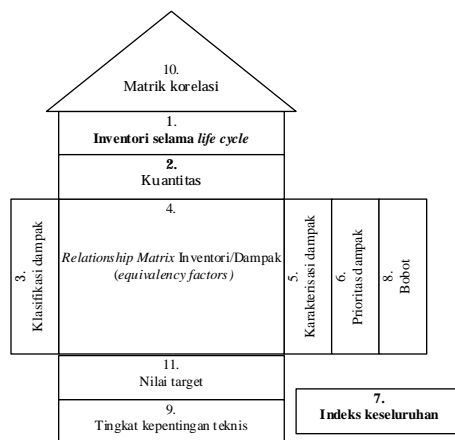 10.
Matrik korelasi
1.
Inventori selama life cycle
2.
Kuantitas
3.
Klasifikasi dampak
4.
Relationship Matrix Inventori/Dampak
(equivalency factors)
5.
Karakterisasi dampak
6.
Prioritas dampak
8.
Bobot
11.
Nilai target
9.
Tingkat kepentingan teknis
7.
Indeks keseluruhan